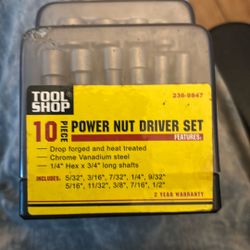 236-9847
TOOL
SHOP
10 PIECE POWER NUT DRIVER SET
FEATURES:
- Drop forged and heat treated
- Chrome Vanadium steel
- 1/4" Hex x 3/4" long shafts
INCLUDES: 5/32", 3/16", 7/32", 1/4", 9/32"
5/16", 11/32", 3/8", 7/16", 1/2"
2 YEAR WARRANTY